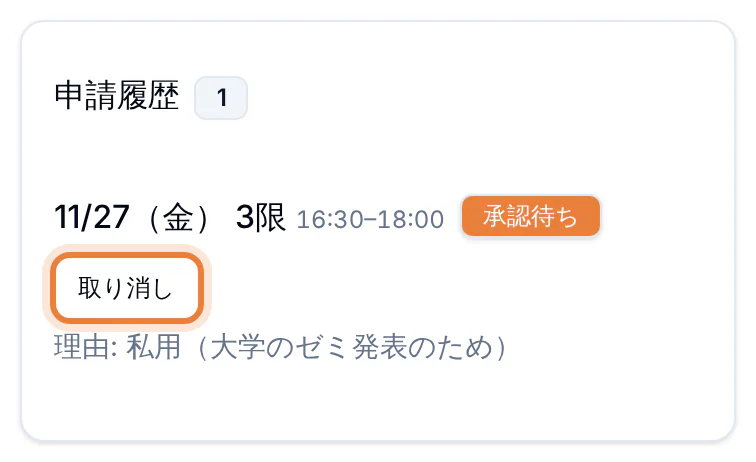 申請履歴 1
11/27（金） 3限 16:30–18:00 承認待ち
取り消し
理由: 私用（大学のゼミ発表のため）